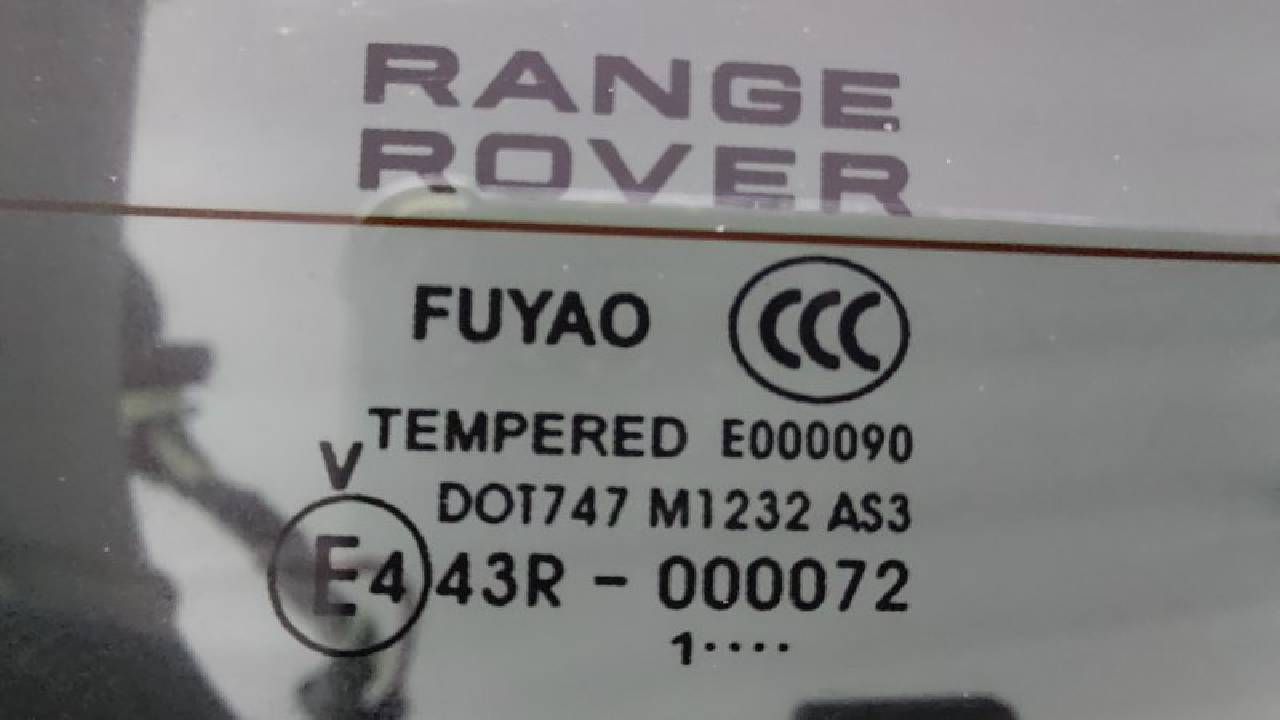 RANGE
ROVER
FUYAO CCC
TEMPERED E000090
V
DOT747 M1232 AS3
E4 43R - 000072
1····